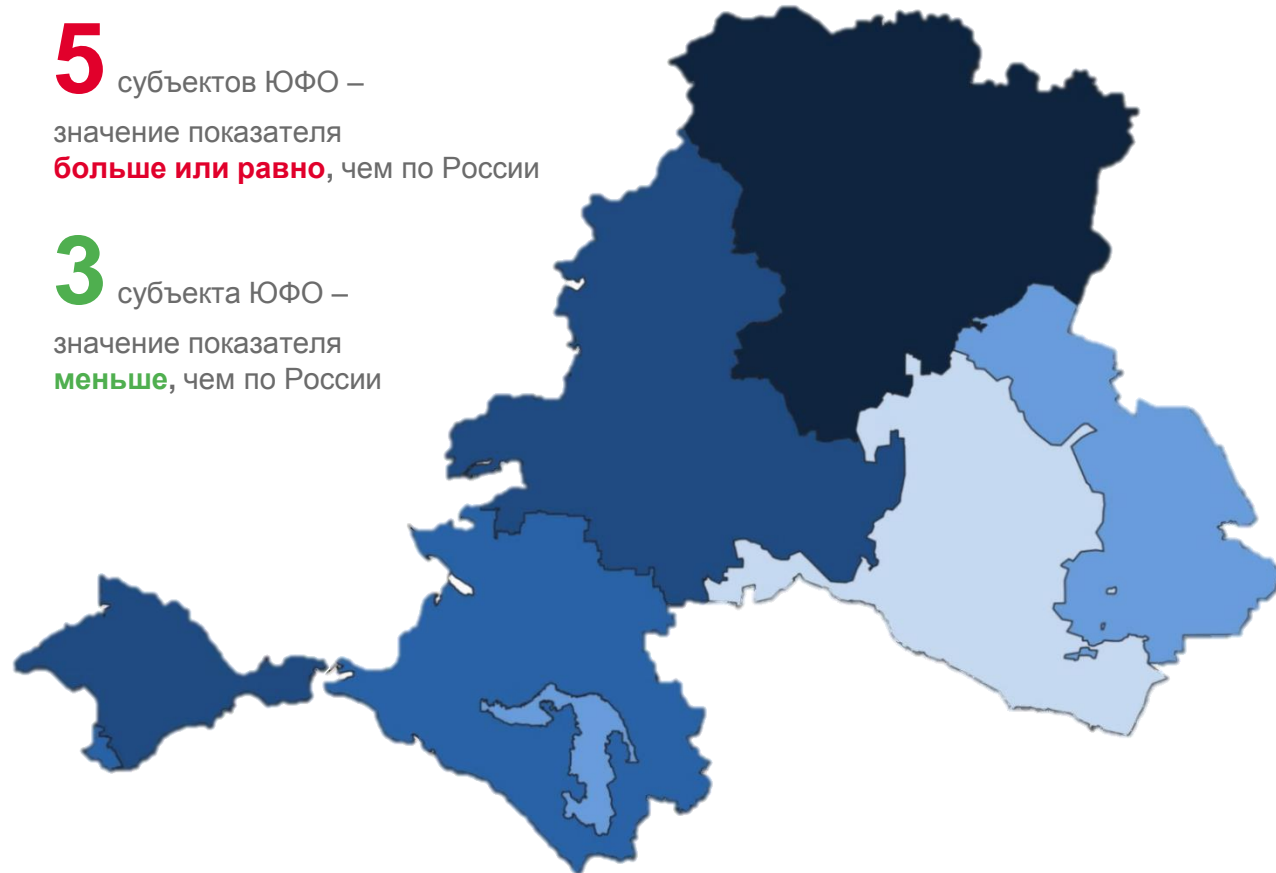 5 субъектов ЮФО –
значение показателя
больше или равно, чем по России
3 субъекта ЮФО –
значение показателя
меньше, чем по России